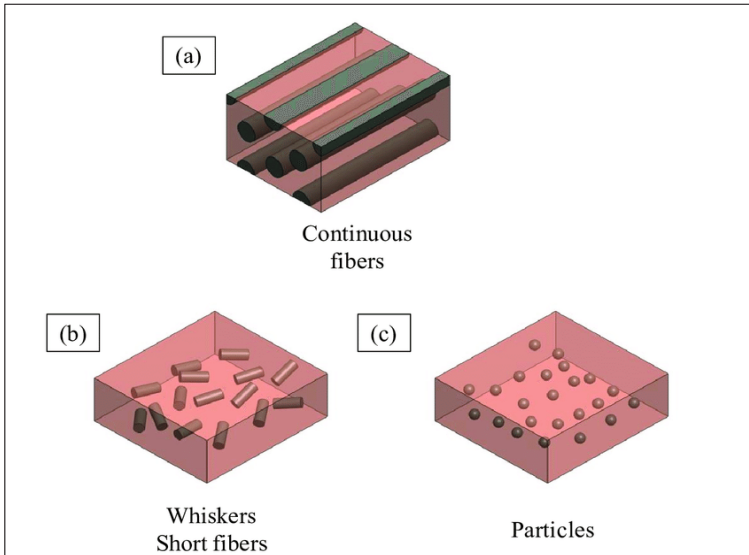 (a)
Continuous
fibers
(b)
(c)
Whiskers
Short fibers
Particles